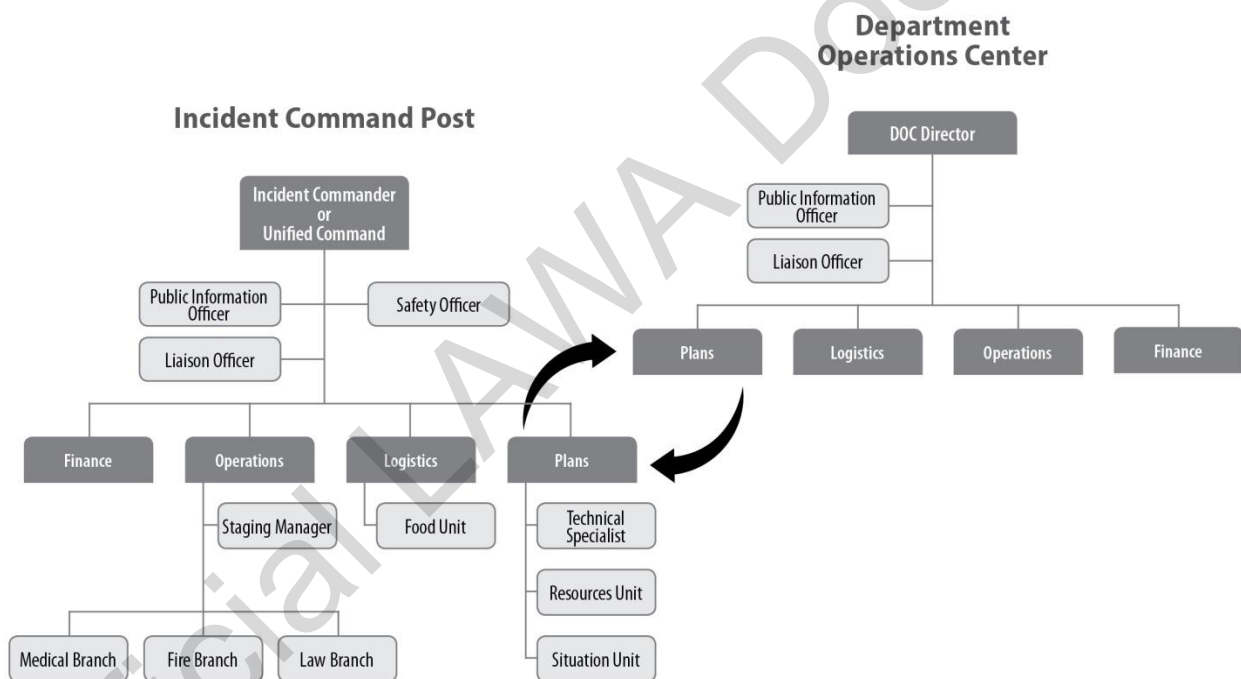 Department
Operations Center
Incident Command Post
DOC Director
Public Information
Officer
Liaison Officer
Plans
Logistics
Operations
Finance
Incident Commander
or
Unified Command
Public Information
Officer
Safety Officer
Liaison Officer
Finance
Operations
Logistics
Plans
Staging Manager
Food Unit
Technical
Specialist
Resources Unit
Medical Branch
Fire Branch
Law Branch
Situation Unit
LAWA